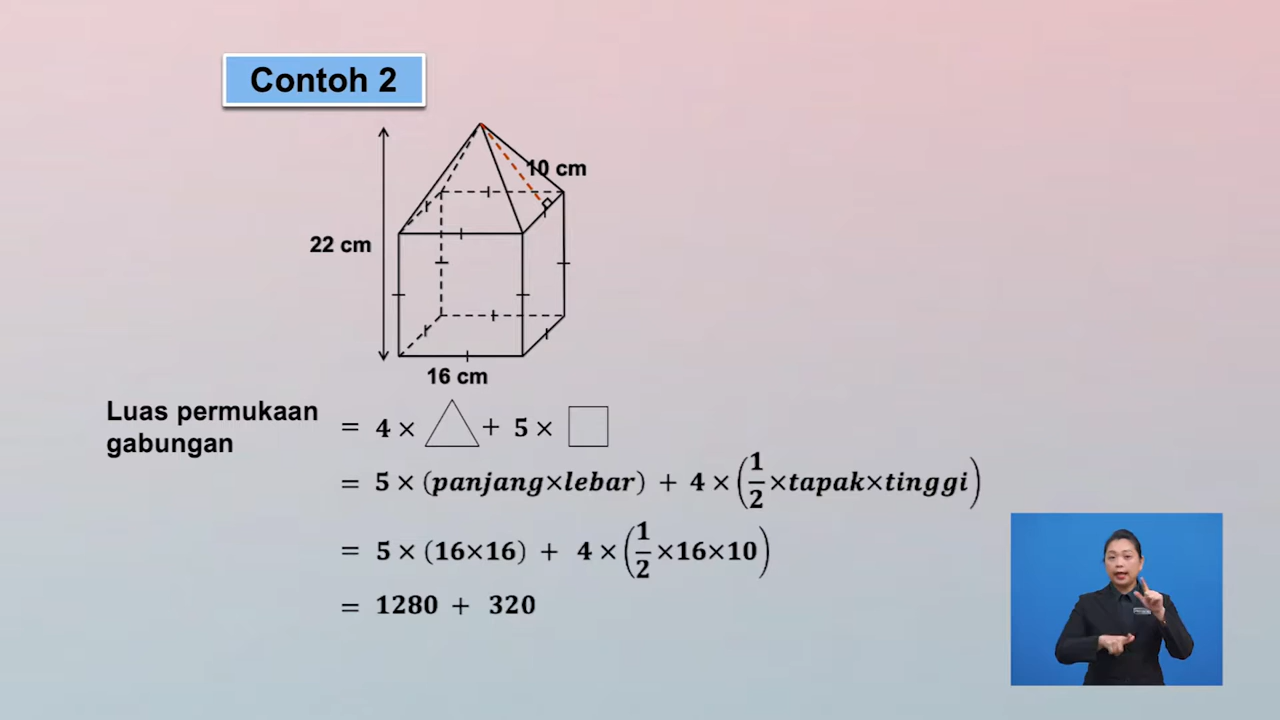 Contoh 2
10 cm
22 cm
16 cm
Luas permukaan
gabungan
= 4 × △ + 5 × □
= 5 × (panjang×lebar) + 4 × (1/2 ×tapak×tinggi)
= 5 × (16×16) + 4 × (1/2 ×16×10)
= 1280 + 320